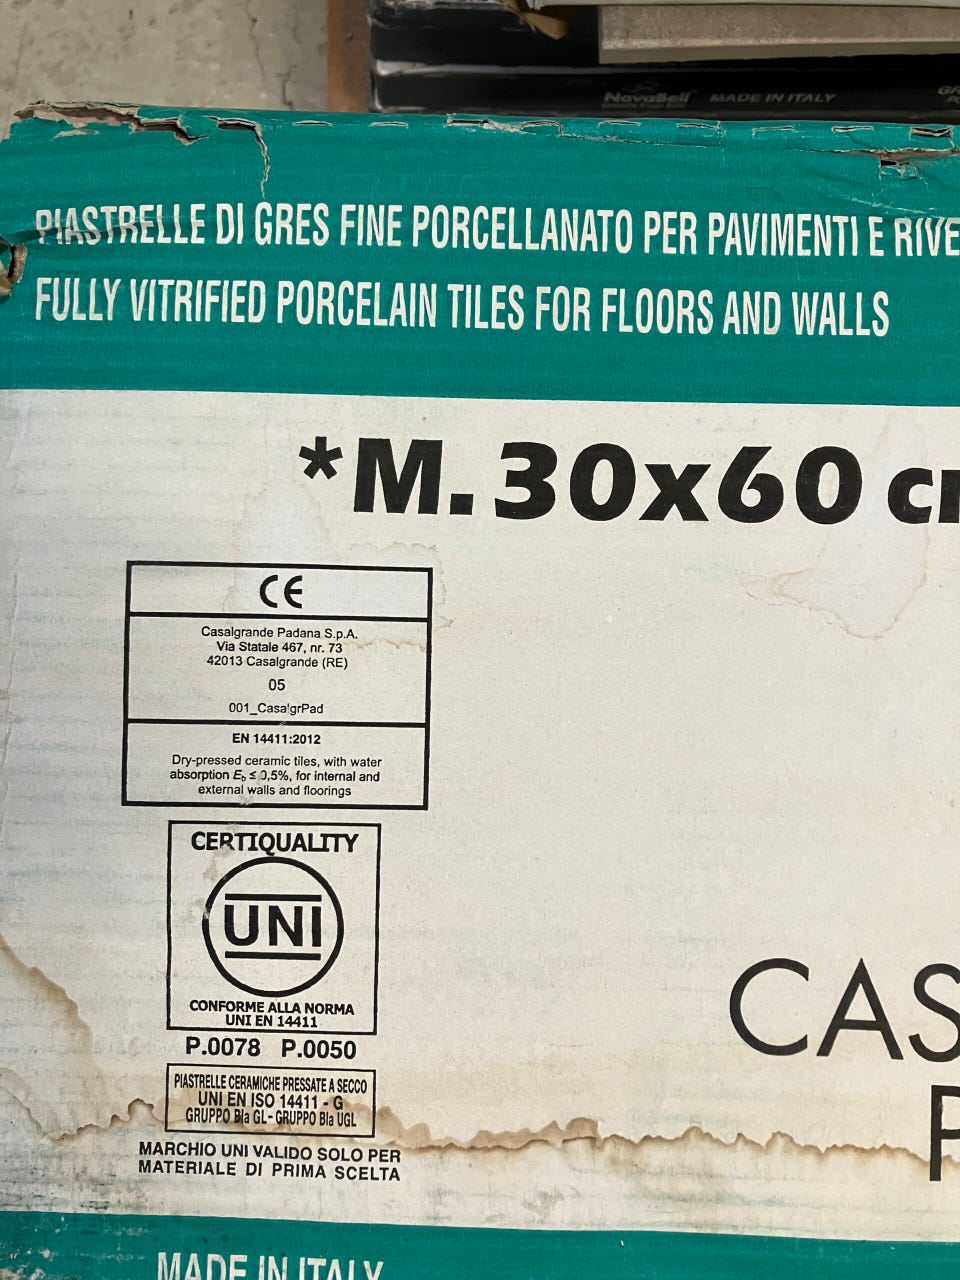 NovaBell MADE IN ITALY
PIASTRELLE DI GRES FINE PORCELLANATO PER PAVIMENTI E RIVE
FULLY VITRIFIED PORCELAIN TILES FOR FLOORS AND WALLS
*M. 30x60 c
CE
Casalgrande Padana S.p.A.
Via Statale 467, nr. 73
42013 Casalgrande (RE)
05
001_CasalgrPad
EN 14411:2012
Dry-pressed ceramic tiles, with water
absorption Eb ≤ 0,5%, for internal and
external walls and floorings
CERTIQUALITY
UNI
CONFORME ALLA NORMA
UNI EN 14411
P.0078 P.0050
PIASTRELLE CERAMICHE PRESSATE A SECCO
UNI EN ISO 14411 - G
GRUPPO BIa GL - GRUPPO BIa UGL
MARCHIO UNI VALIDO SOLO PER
MATERIALE DI PRIMA SCELTA
CAS
P
MADE IN ITALY